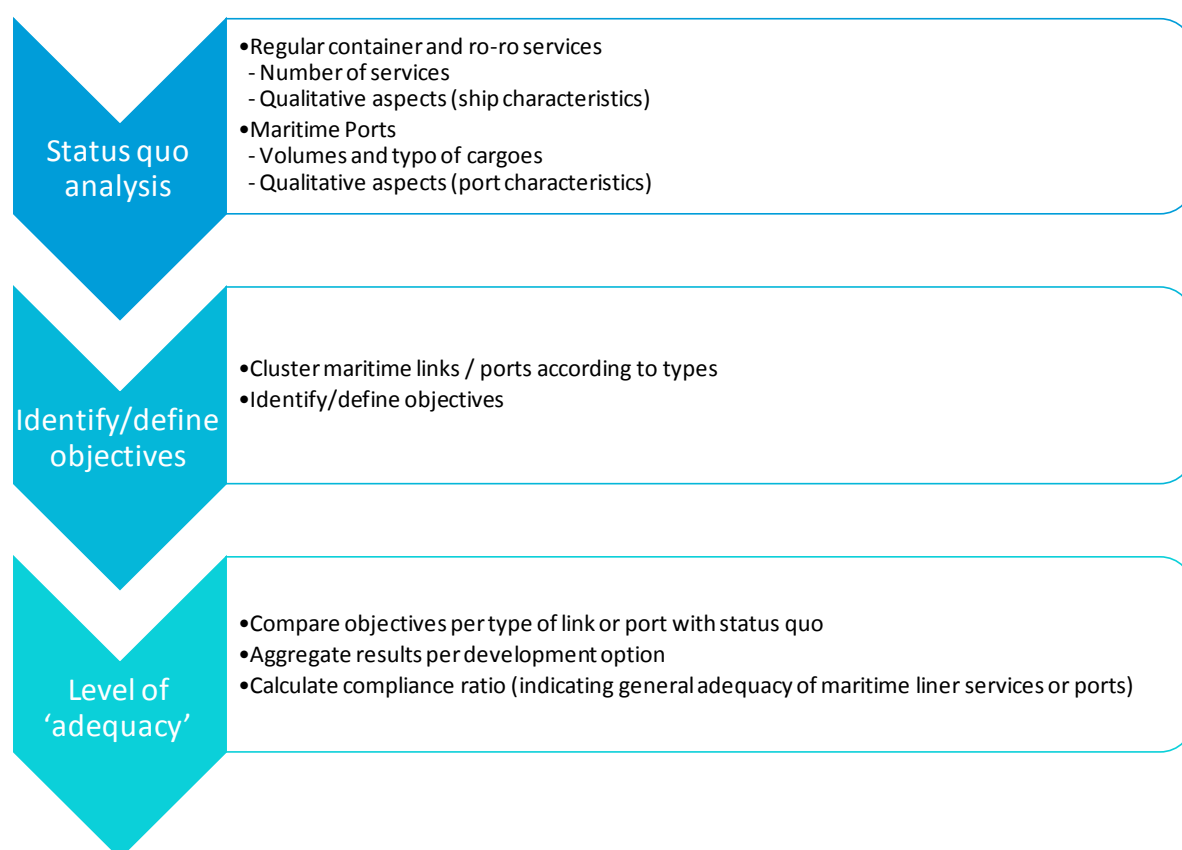 Status quo
analysis
•Regular container and ro-ro services
- Number of services
- Qualitative aspects (ship characteristics)
•Maritime Ports
- Volumes and typo of cargoes
- Qualitative aspects (port characteristics)
Identify/define
objectives
•Cluster maritime links / ports according to types
•Identify/define objectives
Level of
‘adequacy’
•Compare objectives per type of link or port with status quo
•Aggregate results per development option
•Calculate compliance ratio (indicating general adequacy of maritime liner services or ports)